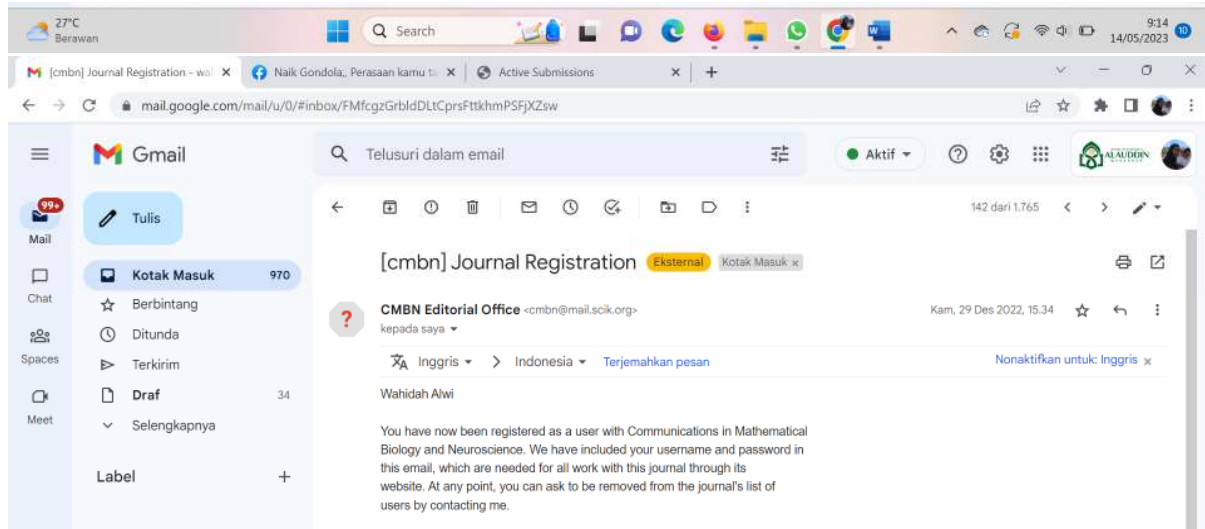 27°C
Berawan
Search
9:14
14/05/2023
10
[cmbn] Journal Registration - wal
Naik Gondola,, Perasaan kamu ta
Active Submissions
mail.google.com/mail/u/0/#inbox/FMfcgzGrbldDLtCprsFttkhmPSFjXZsw
Gmail
Telusuri dalam email
Aktif
ALAUDDIN
99+
Mail
Tulis
142 dari 1.765
Kotak Masuk 970
[cmbn] Journal Registration Eksternal Kotak Masuk x
Chat
Berbintang
CMBN Editorial Office <cmbn@mail.scik.org>
Kam, 29 Des 2022, 15.34
kepada saya
Ditunda
Spaces
Terkirim
Inggris > Indonesia Terjemahkan pesan
Nonaktifkan untuk: Inggris x
Meet
Draf 34
Selengkapnya
Label +
Wahidah Alwi
You have now been registered as a user with Communications in Mathematical
Biology and Neuroscience. We have included your username and password in
this email, which are needed for all work with this journal through its
website. At any point, you can ask to be removed from the journal's list of
users by contacting me.